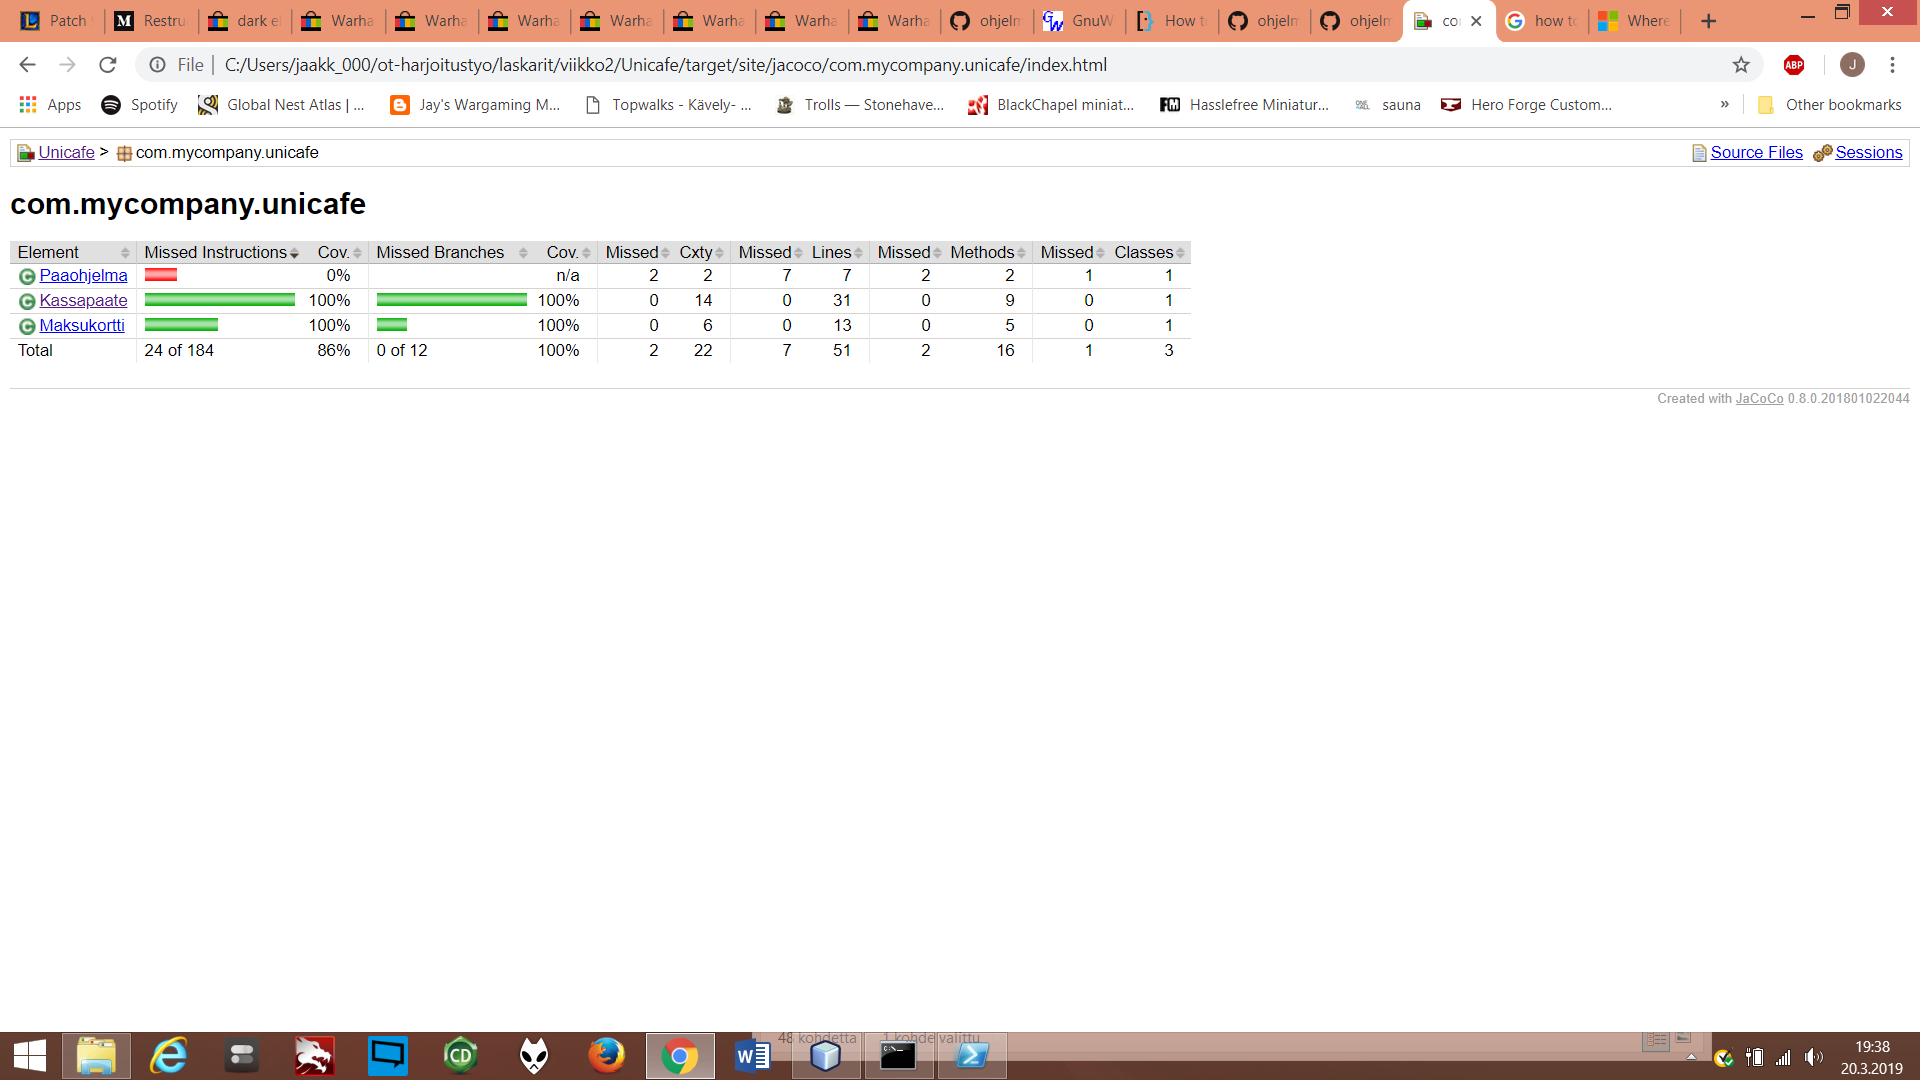 Patch Restru dark el Warha Warha Warha Warha Warha Warha Warha ohjelm GnuW How to ohjelm ohjelm co how to Where
File C:/Users/jaakk_000/ot-harjoitustyo/laskarit/viikko2/Unicafe/target/site/jacoco/com.mycompany.unicafe/index.html ABP J
Apps Spotify Global Nest Atlas | ... Jay's Wargaming M... Topwalks - Kävely- ... Trolls — Stonehave... BlackChapel miniat... FM Hasslefree Miniatur... sauna Hero Forge Custom... » Other bookmarks
Unicafe > com.mycompany.unicafe Source Files Sessions
com.mycompany.unicafe
Element Missed Instructions Cov. Missed Branches Cov. Missed Cxty Missed Lines Missed Methods Missed Classes
Paaohjelma 0% n/a 2 2 7 7 2 2 1 1
Kassapaate 100% 100% 0 14 0 31 0 9 0 1
Maksukortti 100% 100% 0 6 0 13 0 5 0 1
Total 24 of 184 86% 0 of 12 100% 2 22 7 51 2 16 1 3
Created with JaCoCo 0.8.0.201801022044
48 kohdetta 1 kohde valittu
19:38
20.3.2019